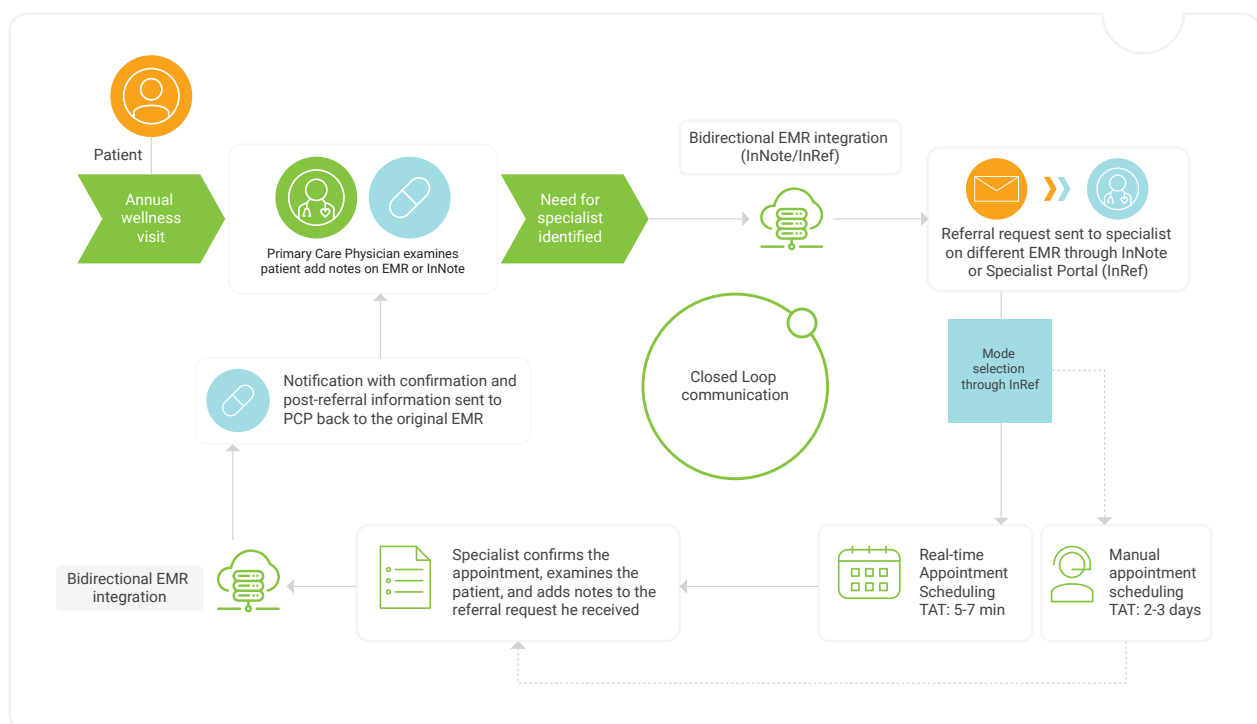 Patient
Annual
wellness
visit
Primary Care Physician examines
patient add notes on EMR or InNote
Need for
specialist
identified
Bidirectional EMR integration
(InNote/InRef)
Referral request sent to specialist
on different EMR through InNote
or Specialist Portal (InRef)
Mode
selection
through InRef
Closed Loop
communication
Notification with confirmation and
post-referral information sent to
PCP back to the original EMR
Bidirectional EMR
integration
Specialist confirms the
appointment, examines the
patient, and adds notes to the
referral request he received
Real-time
Appointment
Scheduling
TAT: 5-7 min
Manual
appointment
scheduling
TAT: 2-3 days